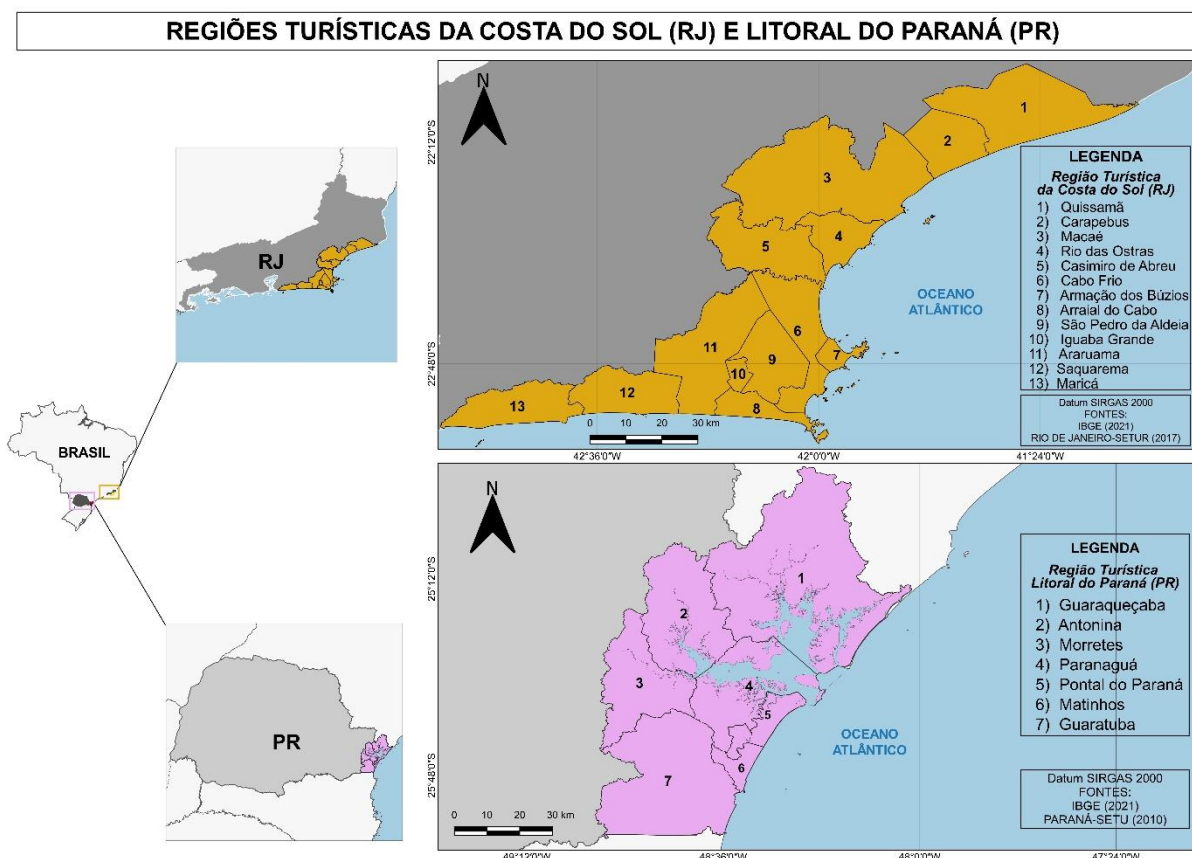 REGIÕES TURÍSTICAS DA COSTA DO SOL (RJ) E LITORAL DO PARANÁ (PR)
RJ
BRASIL
PR
N
22°12'0"S
22°48'0"S
1
2
3
4
5
6
7
8
9
10
11
12
13
OCEANO
ATLÂNTICO
0 10 20 30 km
42°36'0"W 42°0'0"W 41°24'0"W
LEGENDA
Região Turística
da Costa do Sol (RJ)
1) Quissamã
2) Carapebus
3) Macaé
4) Rio das Ostras
5) Casimiro de Abreu
6) Cabo Frio
7) Armação dos Búzios
8) Arraial do Cabo
9) São Pedro da Aldeia
10) Iguaba Grande
11) Araruama
12) Saquarema
13) Maricá
Datum SIRGAS 2000
FONTES:
IBGE (2021)
RIO DE JANEIRO-SETUR (2017)
N
25°12'0"S
25°48'0"S
1
2
3
4
5
6
7
OCEANO
ATLÂNTICO
0 10 20 30 km
49°12'0"W 48°36'0"W 48°0'0"W 47°24'0"W
LEGENDA
Região Turística
Litoral do Paraná (PR)
1) Guaraqueçaba
2) Antonina
3) Morretes
4) Paranaguá
5) Pontal do Paraná
6) Matinhos
7) Guaratuba
Datum SIRGAS 2000
FONTES:
IBGE (2021)
PARANÁ-SETU (2010)